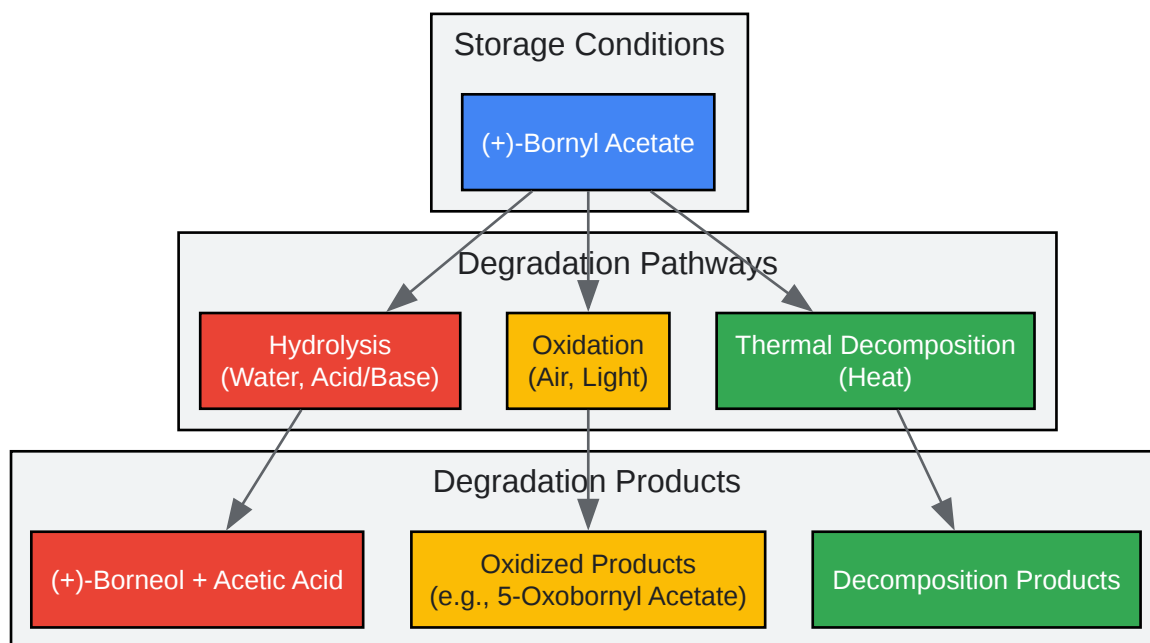 Storage Conditions
(+)-Bornyl Acetate
Degradation Pathways
Hydrolysis
(Water, Acid/Base)
Oxidation
(Air, Light)
Thermal Decomposition
(Heat)
Degradation Products
(+)-Borneol + Acetic Acid
Oxidized Products
(e.g., 5-Oxobornyl Acetate)
Decomposition Products